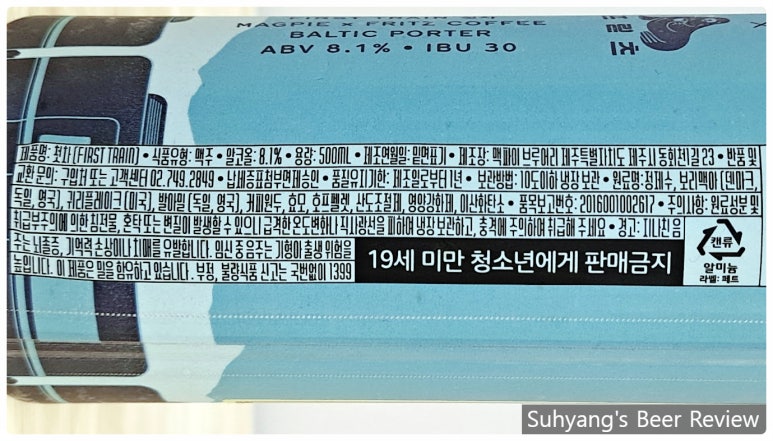 MAGPIE x FRITZ COFFEE
BALTIC PORTER
ABV 8.1% • IBU 30
제품명: 첫차 (FIRST TRAIN) • 식품유형: 맥주 • 알코올: 8.1% • 용량: 500ML • 제조연월일: 밑면표기 • 제조장: 맥파이 브루어리 제주특별자치도 제주시 동회천길 23 • 반품 및
교환 문의: 구입처 또는 고객센터 02.749.2849 • 납세증표첨부면제승인 • 품질유지기한: 제조일로부터 1년 • 보관방법: 10도이하 냉장 보관 • 원료명: 정제수, 보리맥아 (덴마크,
독일, 영국), 귀리플레이크 (미국), 밀맥아 (독일, 영국), 커피원두, 효모, 호프펠렛, 산도조절제, 영양강화제, 이산화탄소 • 품목보고번호: 2016001002617 • 주의사항: 원료성분 및
취급부주의에 의한 침전물, 혼탁 또는 변질이 발생할 수 있으니 급격한 온도변화나 직사광선을 피하여 냉장 보관하고, 충격에 주의하여 취급해 주세요 • 경고: 지나친 음
주는 뇌졸중, 기억력 손상이나 치매를 유발합니다. 임신 중 음주는 기형아 출생 위험을
높입니다. 이 제품은 밀을 함유하고 있습니다. 부정, 불량식품 신고는 국번없이 1399
19세 미만 청소년에게 판매금지
캔류
알미늄
라벨: 페트
Suhyang's Beer Review